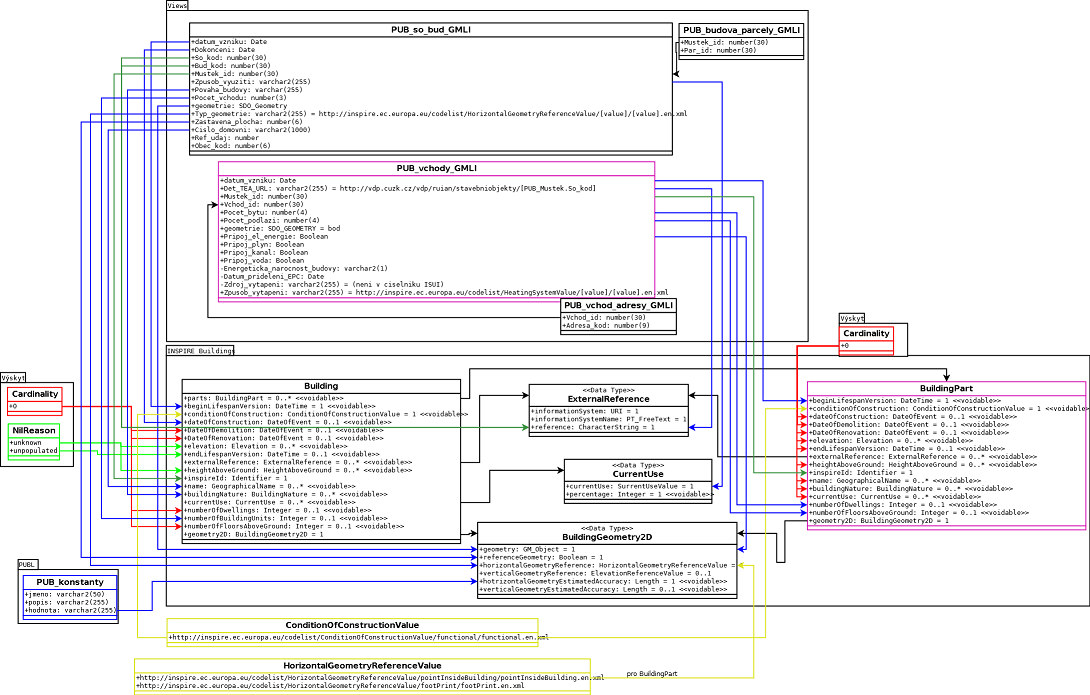 Views
PUB_so_bud_GMLI
+datum_vzniku: Date
+Dokonceni: Date
+So_kod: number(30)
+Bud_kod: number(30)
+Mustek_id: number(30)
+Zpusob_vyuziti: varchar2(255)
+Povaha_budovy: varchar(255)
+Pocet_vchodu: number(3)
+geometrie: SDO_Geometry
+Typ_geometrie: varchar2(255) = http://inspire.ec.europa.eu/codelist/HorizontalGeometryReferenceValue/[value]/[value].en.xml
+Zastavena_plocha: number(6)
+Cislo_domovni: varchar2(1000)
+Ref_udaj: number
+Obec_kod: number(6)
PUB_budova_parcely_GMLI
+Mustek_id: number(30)
+Par_id: number(30)
PUB_vchody_GMLI
+datum_vzniku: Date
+Det_TEA_URL: varchar2(255) = http://vdp.cuzk.cz/vdp/ruian/stavebniobjekty/[PUB_Mustek.So_kod]
+Mustek_id: number(30)
+Vchod_id: number(30)
+Pocet_bytu: number(4)
+Pocet_podlazi: number(4)
+geometrie: SDO_GEOMETRY = bod
+Pripoj_el_energie: Boolean
+Pripoj_plyn: Boolean
+Pripoj_kanal: Boolean
+Pripoj_voda: Boolean
-Energeticka_narocnost_budovy: varchar2(1)
-Datum_prideleni_EPC: Date
-Zdroj_vytapeni: varchar2(255) = (neni v ciselniku ISUI)
+Zpusob_vytapeni: varchar2(255) = http://inspire.ec.europa.eu/codelist/HeatingSystemValue/[value]/[value].en.xml
PUB_vchod_adresy_GMLI
+Vchod_id: number(30)
+Adresa_kod: number(9)
Výskyt
Cardinality
+0
INSPIRE Buildings
Výskyt
Cardinality
+0
NilReason
+unknown
+unpopulated
Building
+parts: BuildingPart = 0..* <<voidable>>
+beginLifespanVersion: DateTime = 1 <<voidable>>
+conditionOfConstruction: ConditionOfConstructionValue = 1 <<voidable>>
+dateOfConstruction: DateOfEvent = 0..1 <<voidable>>
+DateOfDemolition: DateOfEvent = 0..1 <<voidable>>
+DateOfRenovation: DateOfEvent = 0..1 <<voidable>>
+elevation: Elevation = 0..* <<voidable>>
+endLifespanVersion: DateTime = 0..1 <<voidable>>
+externalReference: ExternalReference = 0..* <<voidable>>
+heightAboveGround: HeightAboveGround = 0..* <<voidable>>
+inspireId: Identifier = 1
+name: GeographicalName = 0..* <<voidable>>
+buildingNature: BuildingNature = 0..* <<voidable>>
+currentUse: CurrentUse = 0..* <<voidable>>
+numberOfDwellings: Integer = 0..1 <<voidable>>
+numberOfBuildingUnits: Integer = 0..1 <<voidable>>
+numberOfFloorsAboveGround: Integer = 0..1 <<voidable>>
+geometry2D: BuildingGeometry2D = 1
<<Data Type>>
ExternalReference
+informationSystem: URI = 1
+informationSystemName: PT_FreeText = 1
+reference: CharacterString = 1
<<Data Type>>
CurrentUse
+currentUse: SurrentUseValue = 1
+percentage: Integer = 1 <<voidable>>
<<Data Type>>
BuildingGeometry2D
+geometry: GM_Object = 1
+referenceGeometry: Boolean = 1
+horizontalGeometryReference: HorizontalGeometryReferenceValue =
+verticalGeometryReference: ElevationReferenceValue = 0..1
+hotrizontalGeometryEstimatedAccuracy: Length = 1 <<voidable>>
+verticalGeometryEstimatedAccuracy: Length = 0..1 <<voidable>>
BuildingPart
+beginLifespanVersion: DateTime = 1 <<voidable>>
+conditionOfConstruction: ConditionOfConstructionValue = 1 <<voidable>>
+dateOfConstruction: DateOfEvent = 0..1 <<voidable>>
+DateOfDemolition: DateOfEvent = 0..1 <<voidable>>
+DateOfRenovation: DateOfEvent = 0..1 <<voidable>>
+elevation: Elevation = 0..* <<voidable>>
+endLifespanVersion: DateTime = 0..1 <<voidable>>
+externalReference: ExternalReference = 0..* <<voidable>>
+heightAboveGround: HeightAboveGround = 0..* <<voidable>>
+inspireId: Identifier = 1
+name: GeographicalName = 0..* <<voidable>>
+buildingNature: BuildingNature = 0..* <<voidable>>
+currentUse: CurrentUse = 0..* <<voidable>>
+numberOfDwellings: Integer = 0..1 <<voidable>>
+numberOfFloorsAboveGround: Integer = 0..1 <<voidable>>
+geometry2D: BuildingGeometry2D = 1
PUBL
PUB_konstanty
+jmeno: varchar2(50)
+popis: varchar2(255)
+hodnota: varchar2(255)
ConditionOfConstructionValue
+http://inspire.ec.europa.eu/codelist/ConditionOfConstructionValue/functional/functional.en.xml
HorizontalGeometryReferenceValue
+http://inspire.ec.europa.eu/codelist/HorizontalGeometryReferenceValue/pointInsideBuilding/pointInsideBuilding.en.xml
+http://inspire.ec.europa.eu/codelist/HorizontalGeometryReferenceValue/footPrint/footPrint.en.xml
pro BuildingPart